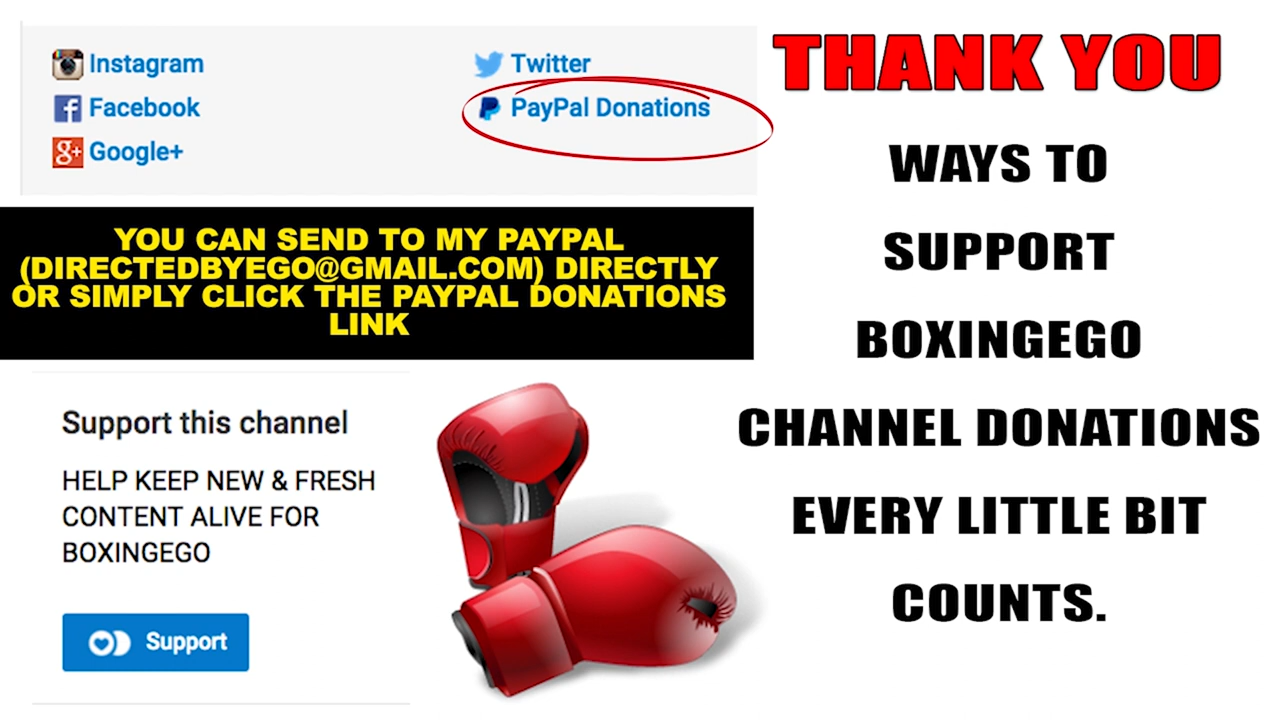 Instagram
Twitter
Facebook
PayPal Donations
Google+
YOU CAN SEND TO MY PAYPAL
(DIRECTEDBYEGO@GMAIL.COM) DIRECTLY
OR SIMPLY CLICK THE PAYPAL DONATIONS
LINK
Support this channel
HELP KEEP NEW & FRESH
CONTENT ALIVE FOR
BOXINGEGO
Support
THANK YOU
WAYS TO
SUPPORT
BOXINGEGO
CHANNEL DONATIONS
EVERY LITTLE BIT
COUNTS.